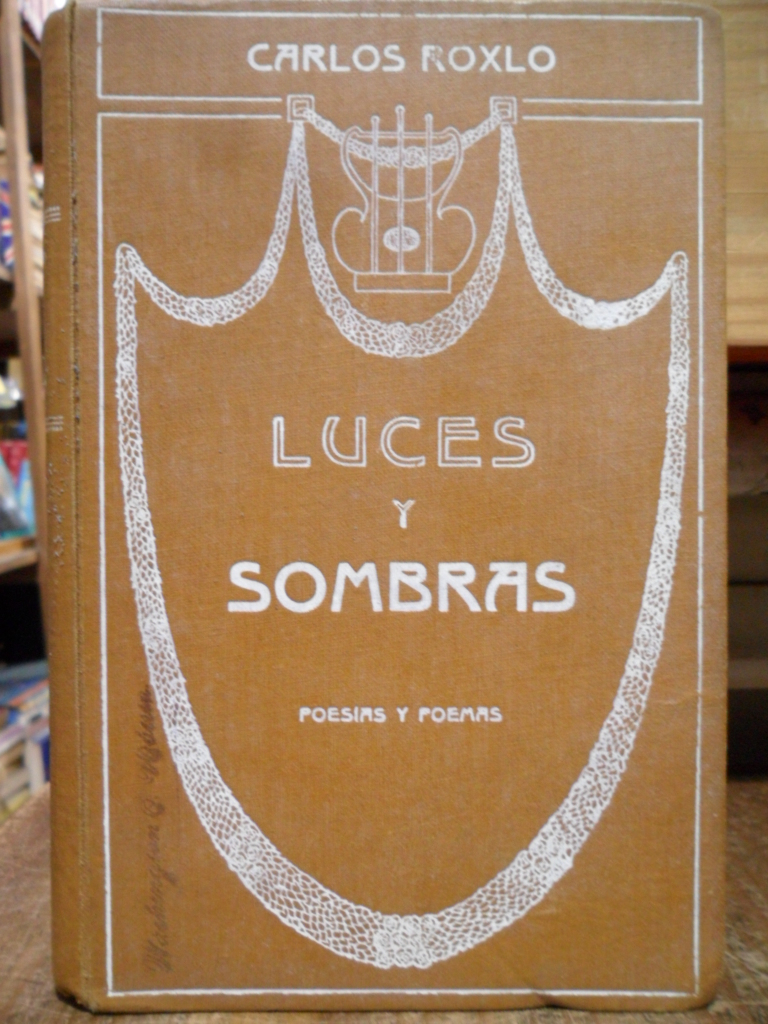 CARLOS ROXLO
LUCES
Y
SOMBRAS
POESIAS Y POEMAS